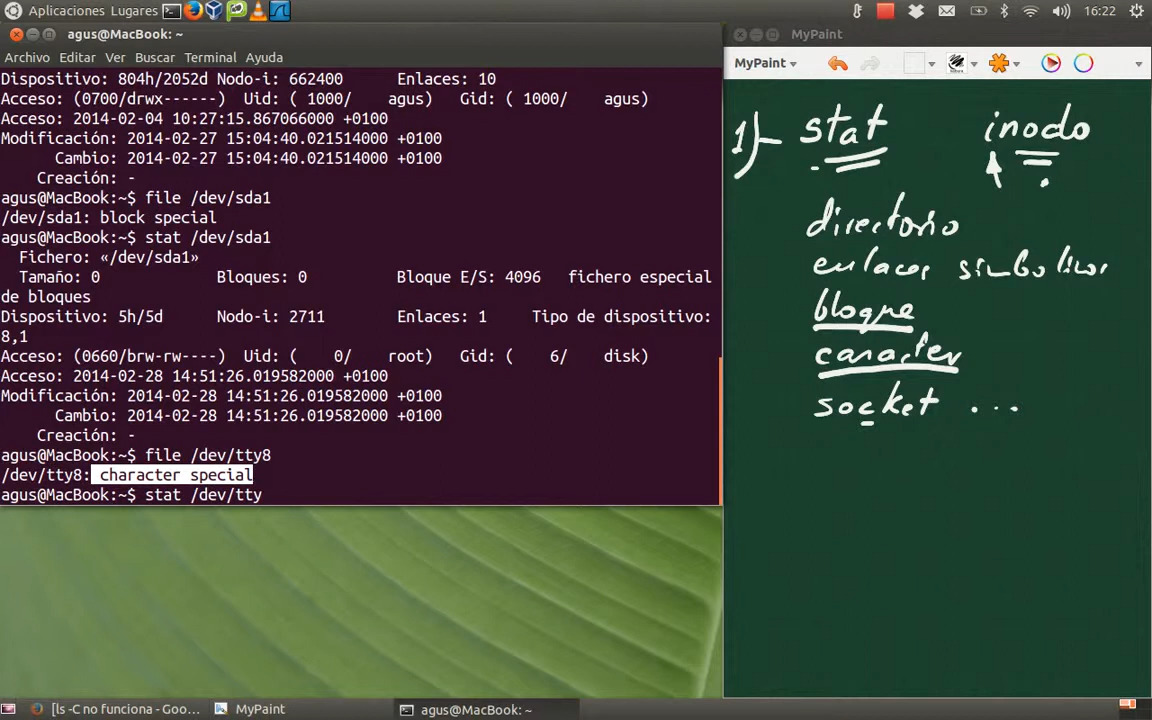 Aplicaciones Lugares
16:22
agus@MacBook: ~
Archivo Editar Ver Buscar Terminal Ayuda
Dispositivo: 804h/2052d Nodo-i: 662400 Enlaces: 10
Acceso: (0700/drwx------) Uid: ( 1000/ agus) Gid: ( 1000/ agus)
Acceso: 2014-02-04 10:27:15.867066000 +0100
Modificación: 2014-02-27 15:04:40.021514000 +0100
Cambio: 2014-02-27 15:04:40.021514000 +0100
Creación: -
agus@MacBook:~$ file /dev/sda1
/dev/sda1: block special
agus@MacBook:~$ stat /dev/sda1
Fichero: «/dev/sda1»
Tamaño: 0 Bloques: 0 Bloque E/S: 4096 fichero especial
de bloques
Dispositivo: 5h/5d Nodo-i: 2711 Enlaces: 1 Tipo de dispositivo:
8,1
Acceso: (0660/brw-rw----) Uid: ( 0/ root) Gid: ( 6/ disk)
Acceso: 2014-02-28 14:51:26.019582000 +0100
Modificación: 2014-02-28 14:51:26.019582000 +0100
Cambio: 2014-02-28 14:51:26.019582000 +0100
Creación: -
agus@MacBook:~$ file /dev/tty8
/dev/tty8: character special
agus@MacBook:~$ stat /dev/tty
MyPaint
MyPaint
1)- stat inodo
directorio
enlaces simbolicos
bloque
caracter
socket ...
[ls -C no funciona - Goo...
MyPaint
agus@MacBook: ~